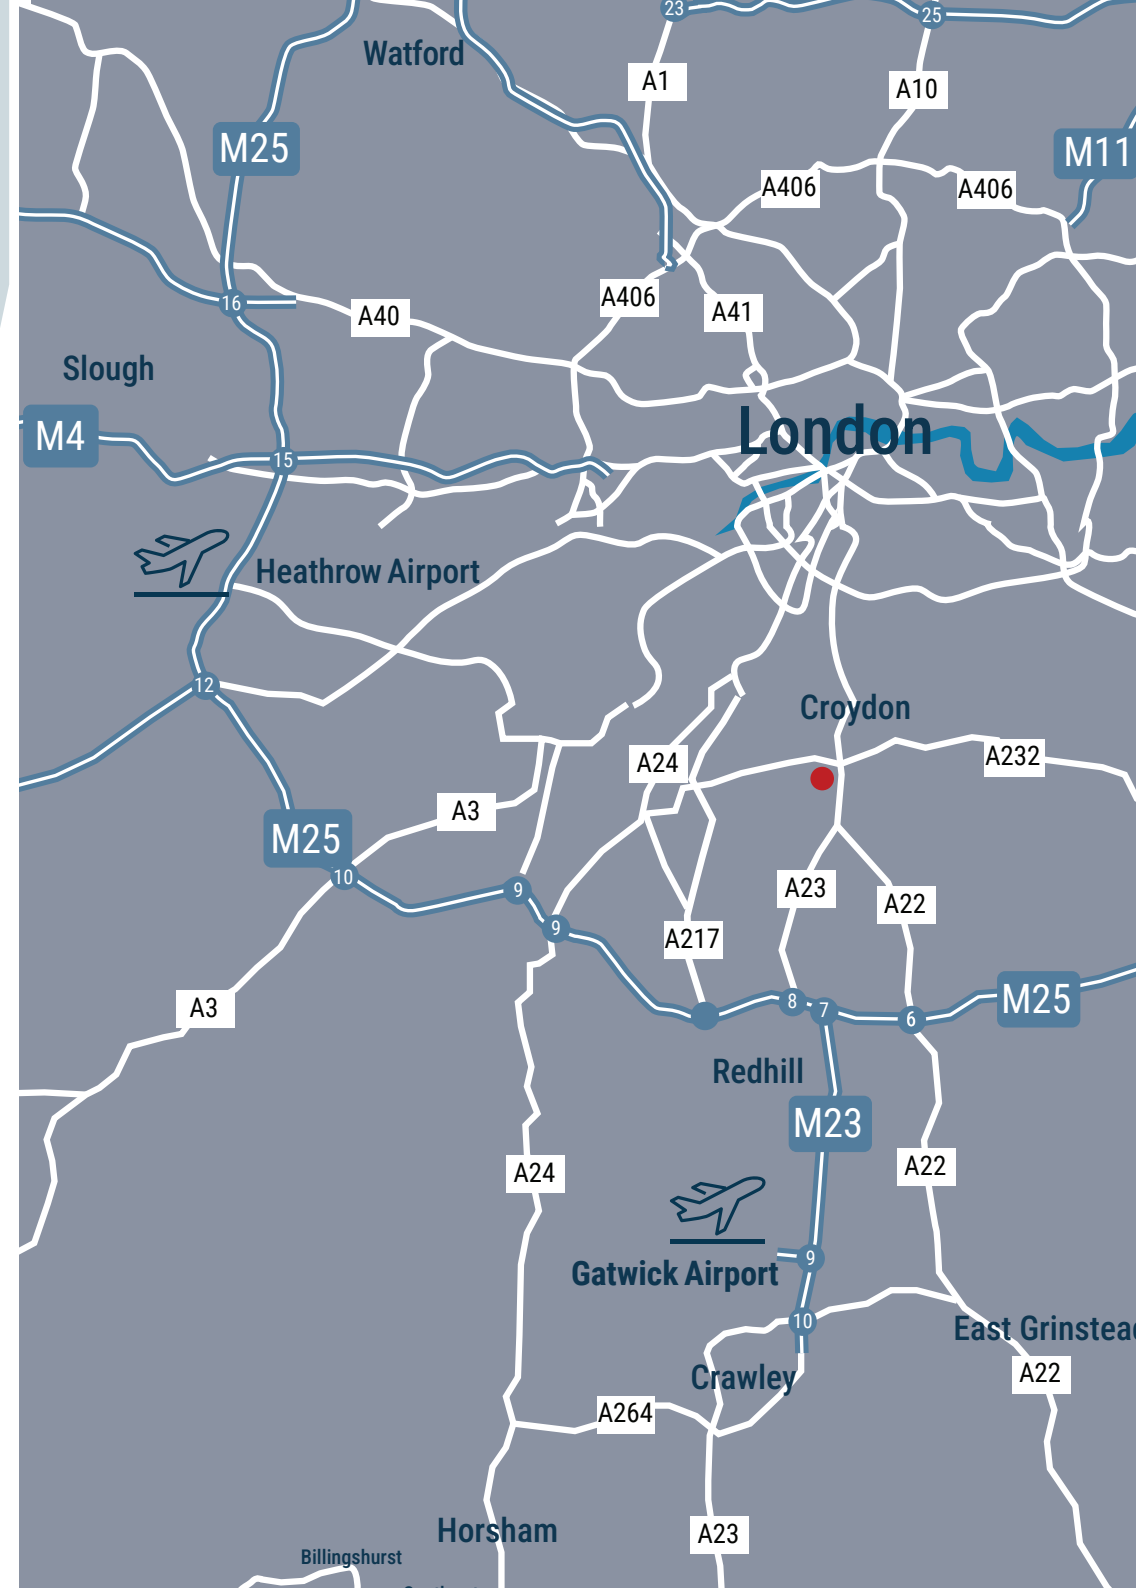 23
25
Watford
A1
A10
M25
M11
A406
A406
A406
16
A40
A41
Slough
London
M4
15
Heathrow Airport
12
Croydon
A24
A232
A3
M25
10
9
A23
A22
9
A217
A3
8
7
6
M25
Redhill
M23
A24
A22
9
Gatwick Airport
10
East Grinstead
Crawley
A22
A264
Horsham
A23
Billingshurst